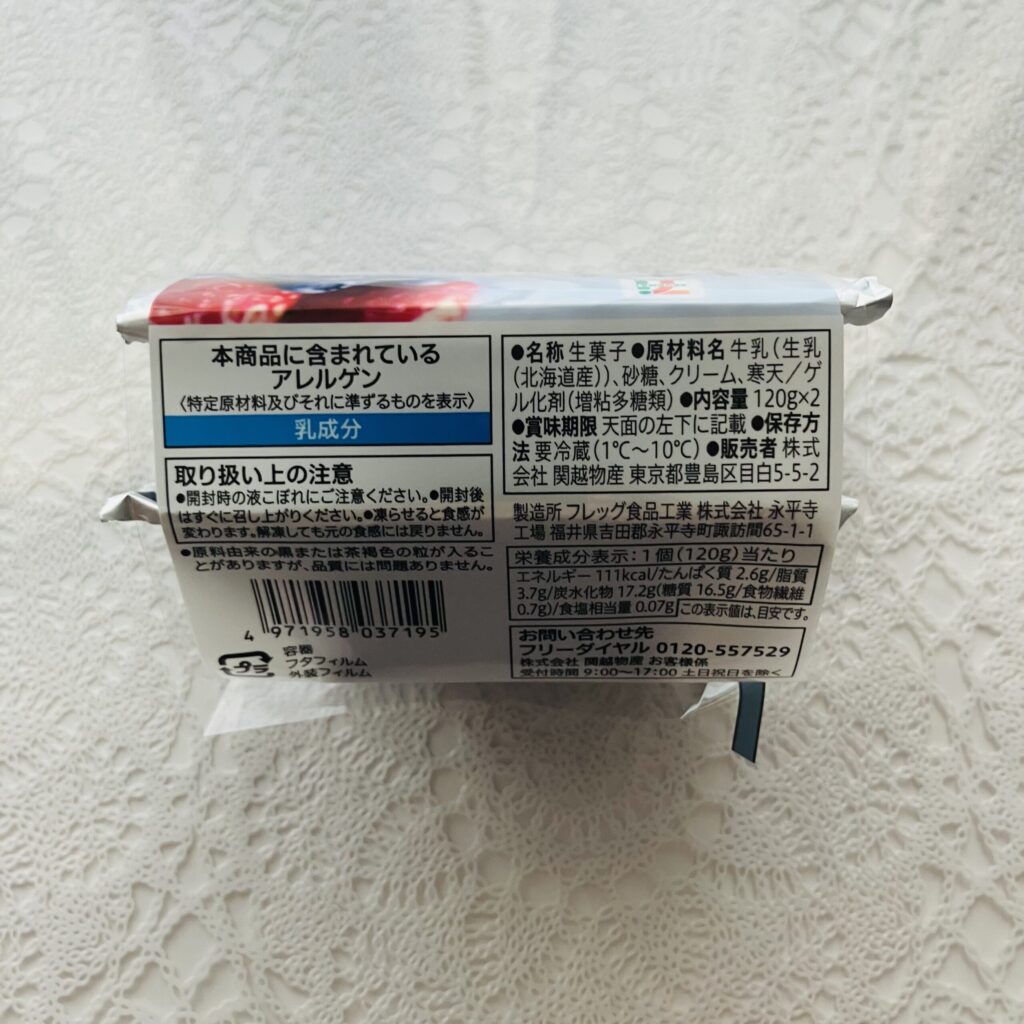 本商品に含まれている
アレルゲン
〈特定原材料及びそれに準ずるものを表示〉
乳成分
取り扱い上の注意
●開封時の液こぼれにご注意ください。●開封後
はすぐに召し上がりください。●凍らせると食感が
変わります。解凍しても元の食感には戻りません。
●原料由来の黒または茶褐色の粒が入るこ
とがありますが、品質には問題ありません。
4 971958 037195
プラ
容器
フタフィルム
外装フィルム
●名称 生菓子 ●原材料名 牛乳(生乳
(北海道産))、砂糖、クリーム、寒天/ゲ
ル化剤(増粘多糖類) ●内容量 120g×2
●賞味期限 天面の左下に記載 ●保存方
法 要冷蔵(1℃〜10℃) ●販売者 株式
会社 関越物産 東京都豊島区目白5-5-2
製造所 フレッグ食品工業 株式会社 永平寺
工場 福井県吉田郡永平寺町諏訪間65-1-1
栄養成分表示:1個(120g)当たり
エネルギー 111kcal/たんぱく質 2.6g/脂質
3.7g/炭水化物 17.2g(糖質 16.5g/食物繊維
0.7g)/食塩相当量 0.07g この表示値は、目安です。
お問い合わせ先
フリーダイヤル 0120-557529
株式会社 関越物産 お客様係
受付時間 9:00〜17:00 土日祝日を除く